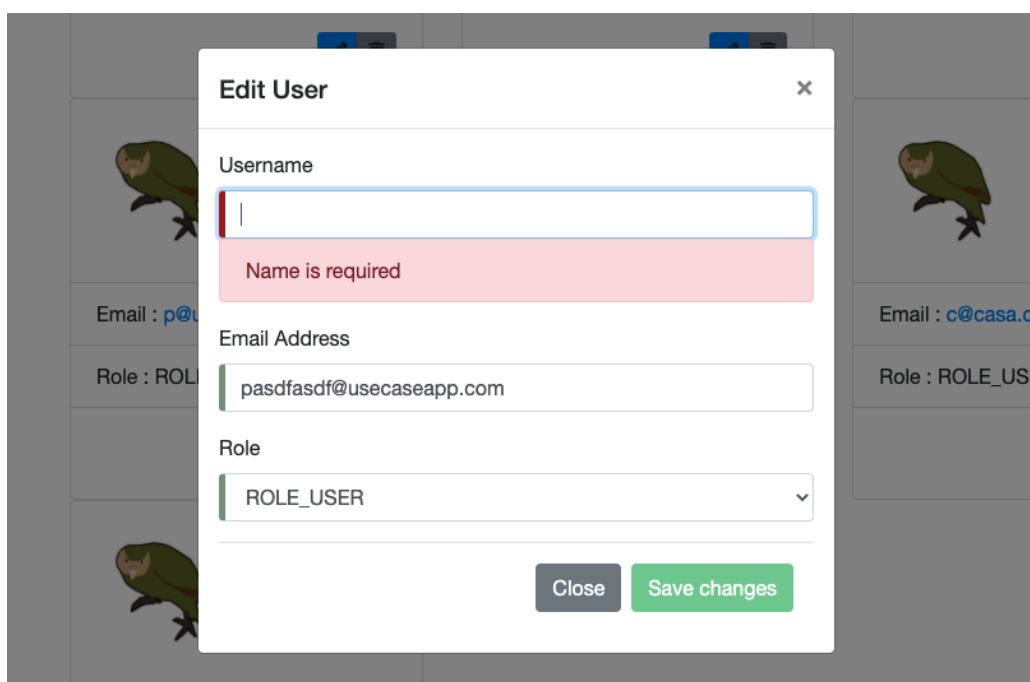 Edit User
×
Username
Name is required
Email Address
pasdfasdf@usecaseapp.com
Role
ROLE_USER
Close Save changes
Email :
Role :
Email : c@casa.
Role : ROLE_US